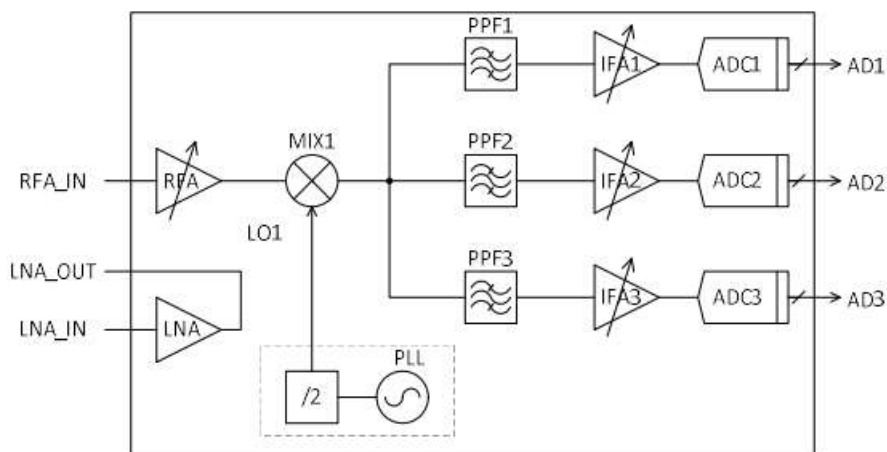 PPF1
IFA1
ADC1
AD1
MIX1
PPF2
RFA_IN
RFA
IFA2
ADC2
AD2
LO1
PPF3
LNA_OUT
IFA3
ADC3
AD3
LNA_IN
LNA
PLL
/2